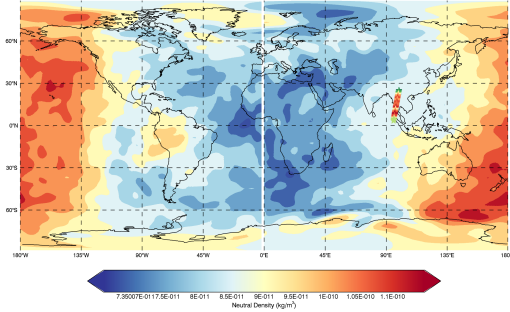 60°N
30°N
0°N
30°S
60°S
180°W 135°W 90°W 45°W 0°E 45°E 90°E 135°E 180
7.35007E-011 7.5E-011 8E-011 8.5E-011 9E-011 9.5E-011 1E-010 1.05E-010 1.1E-010
Neutral Density (kg/m³)